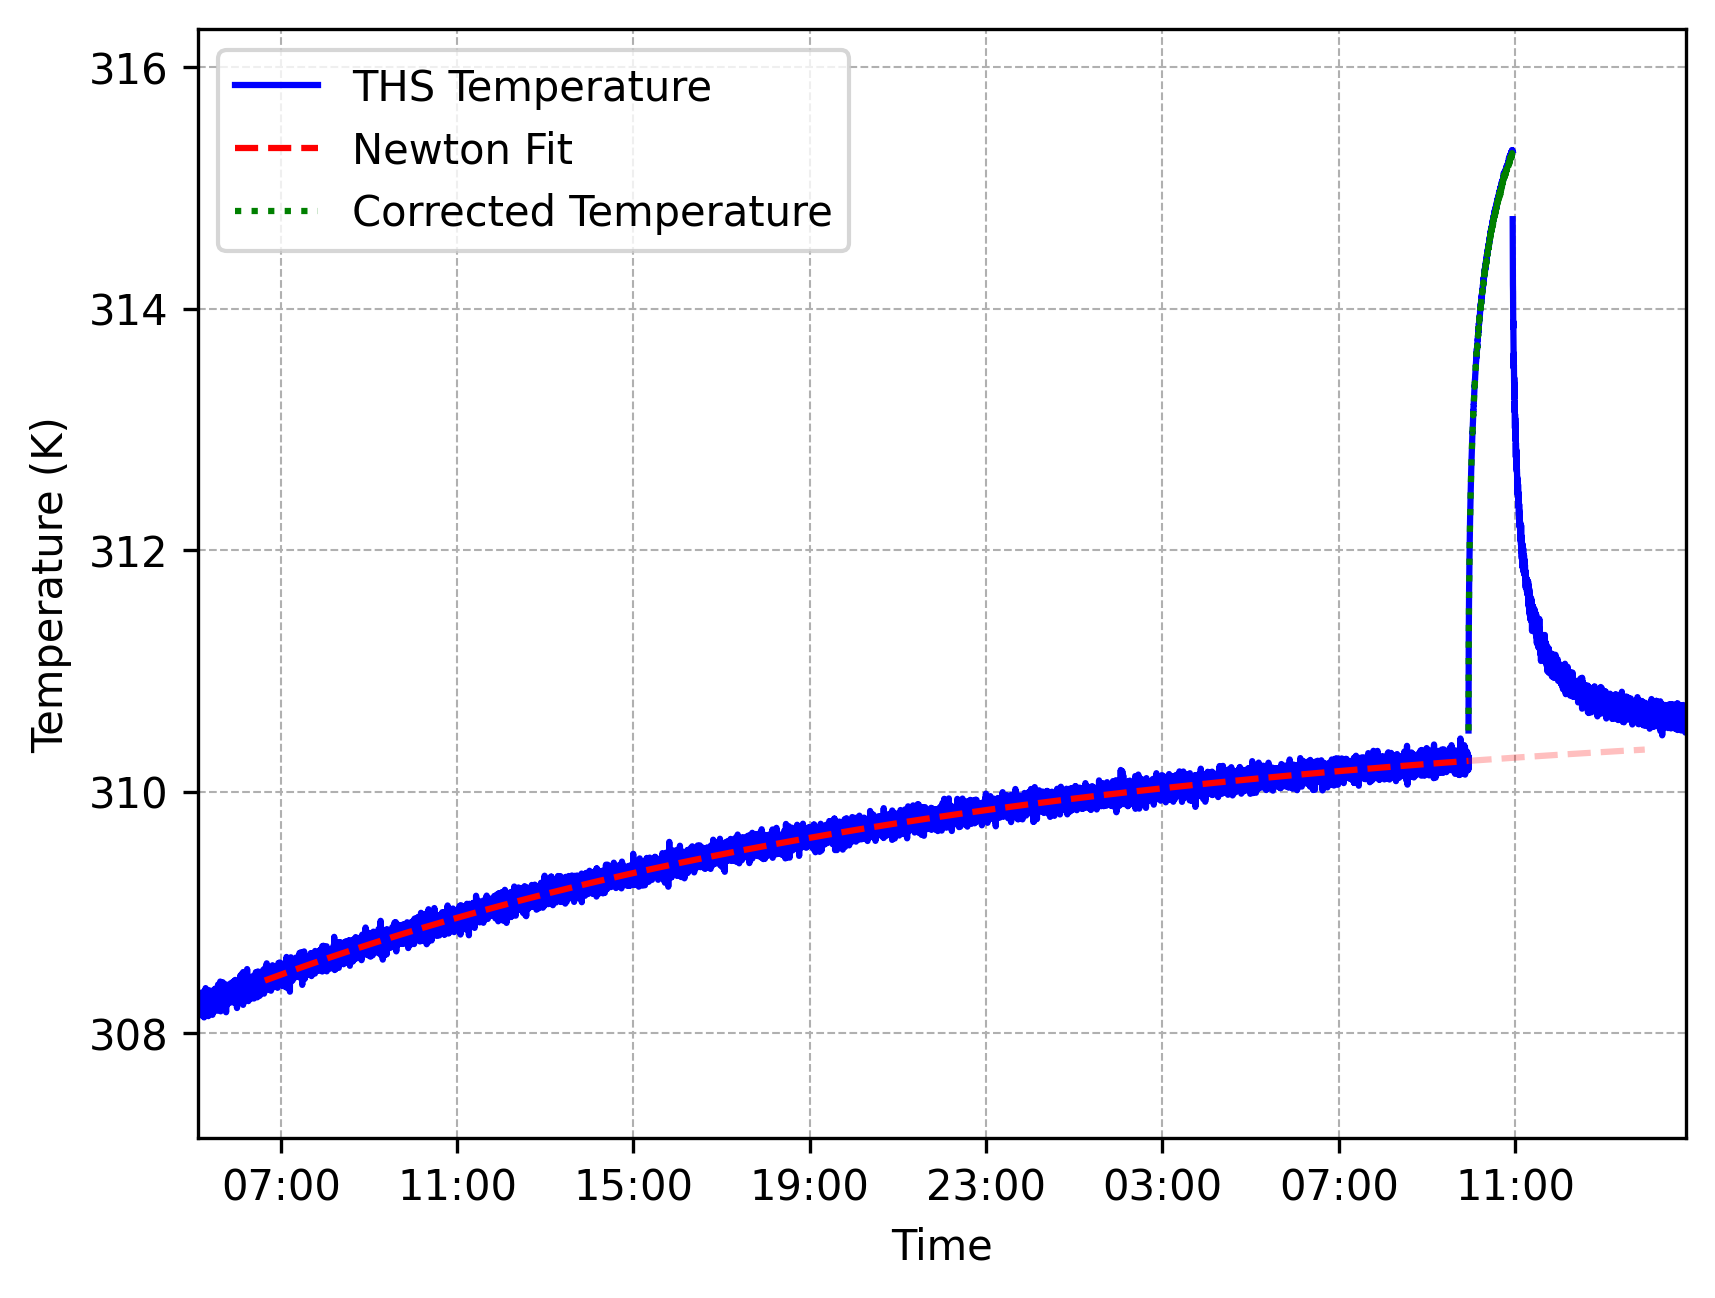 316
314
312
310
308
Temperature (K)
THS Temperature
Newton Fit
Corrected Temperature
07:00 11:00 15:00 19:00 23:00 03:00 07:00 11:00
Time